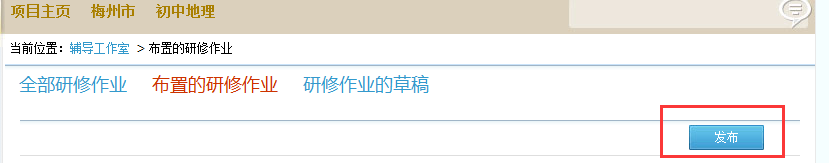 项目主页 梅州市 初中地理
当前位置：辅导工作室 > 布置的研修作业
全部研修作业 布置的研修作业 研修作业的草稿
发布